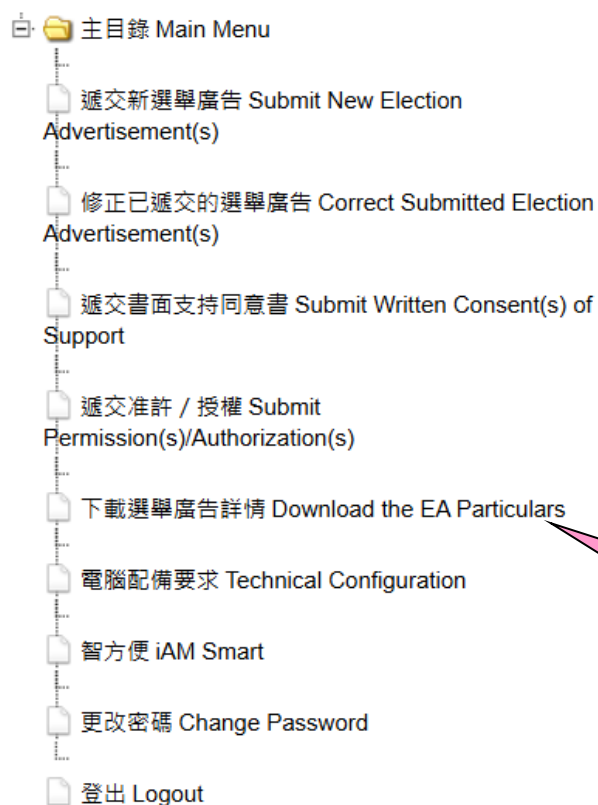 主目錄 Main Menu
遞交新選舉廣告 Submit New Election
Advertisement(s)
修正已遞交的選舉廣告 Correct Submitted Election
Advertisement(s)
遞交書面支持同意書 Submit Written Consent(s) of
Support
遞交准許 / 授權 Submit
Permission(s)/Authorization(s)
下載選舉廣告詳情 Download the EA Particulars
電腦配備要求 Technical Configuration
智方便 iAM Smart
更改密碼 Change Password
登出 Logout